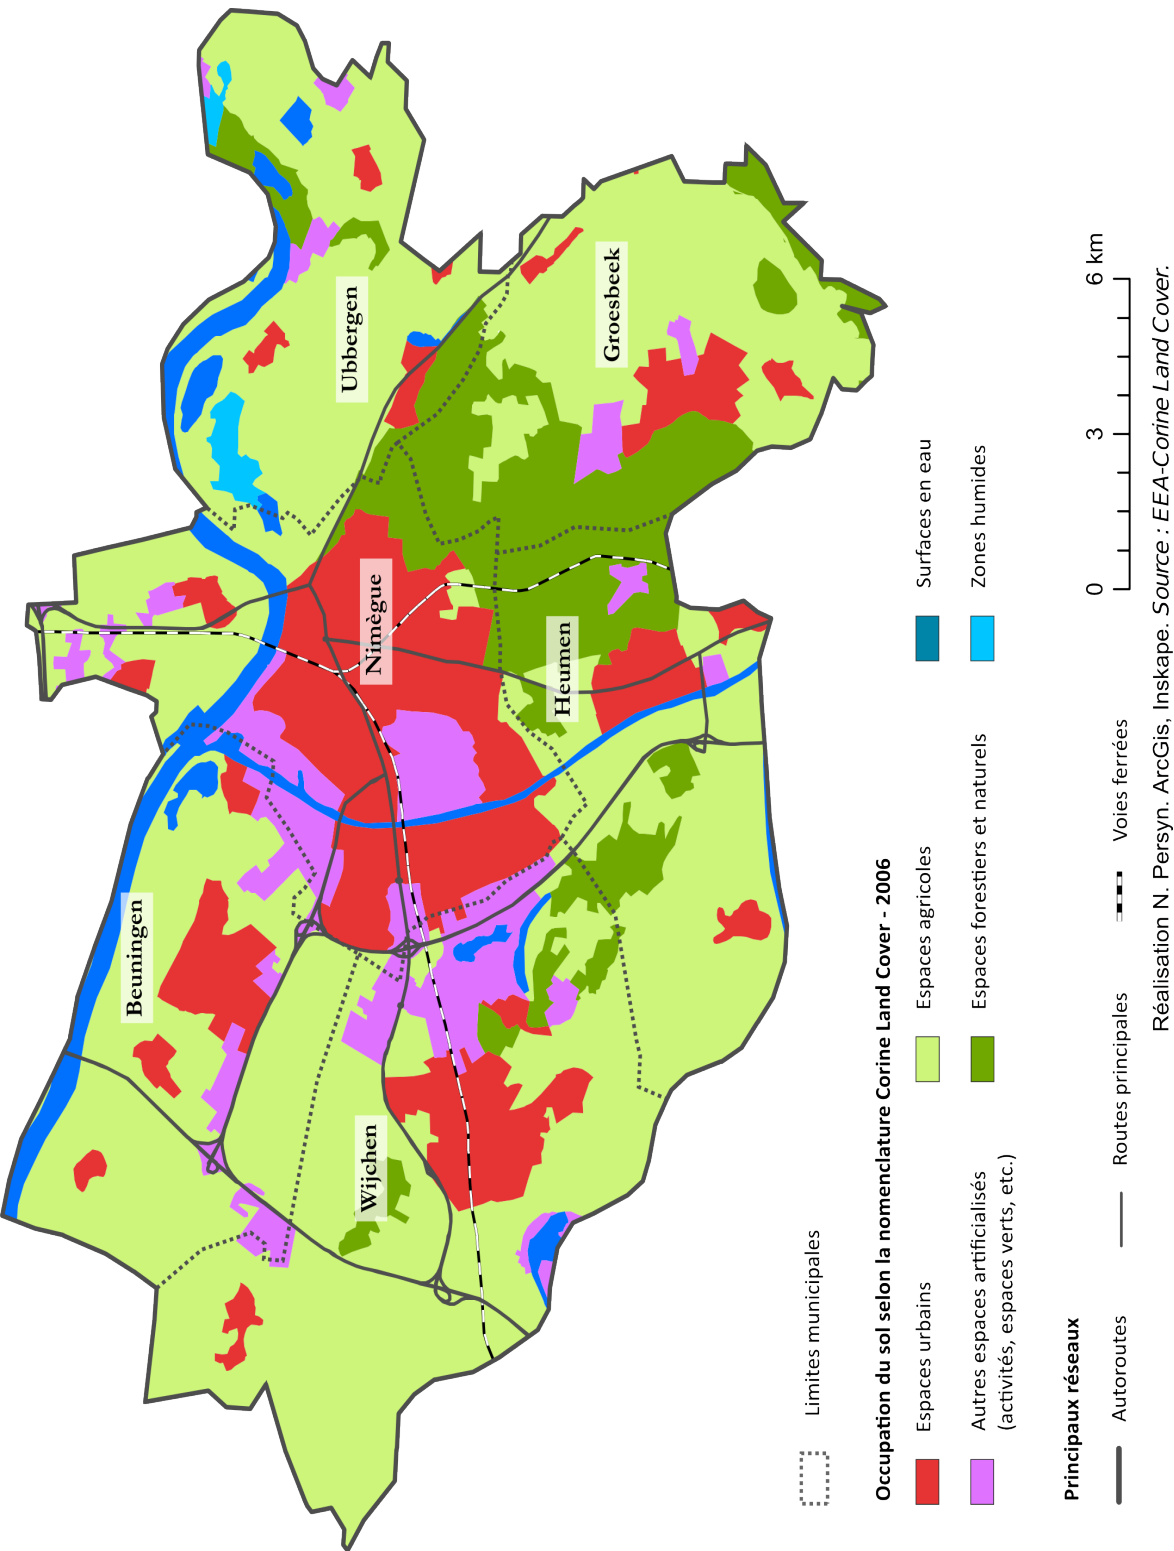 Beuningen
Ubbergen
Nimègue
Wijchen
Heumen
Groesbeek
Limites municipales
Occupation du sol selon la nomenclature Corine Land Cover - 2006
Espaces urbains
Espaces agricoles
Surfaces en eau
Autres espaces artificialisés
(activités, espaces verts, etc.)
Espaces forestiers et naturels
Zones humides
Principaux réseaux
Autoroutes
Routes principales
Voies ferrées
0 3 6 km
Réalisation N. Persyn. ArcGis, Inskape. Source : EEA-Corine Land Cover.